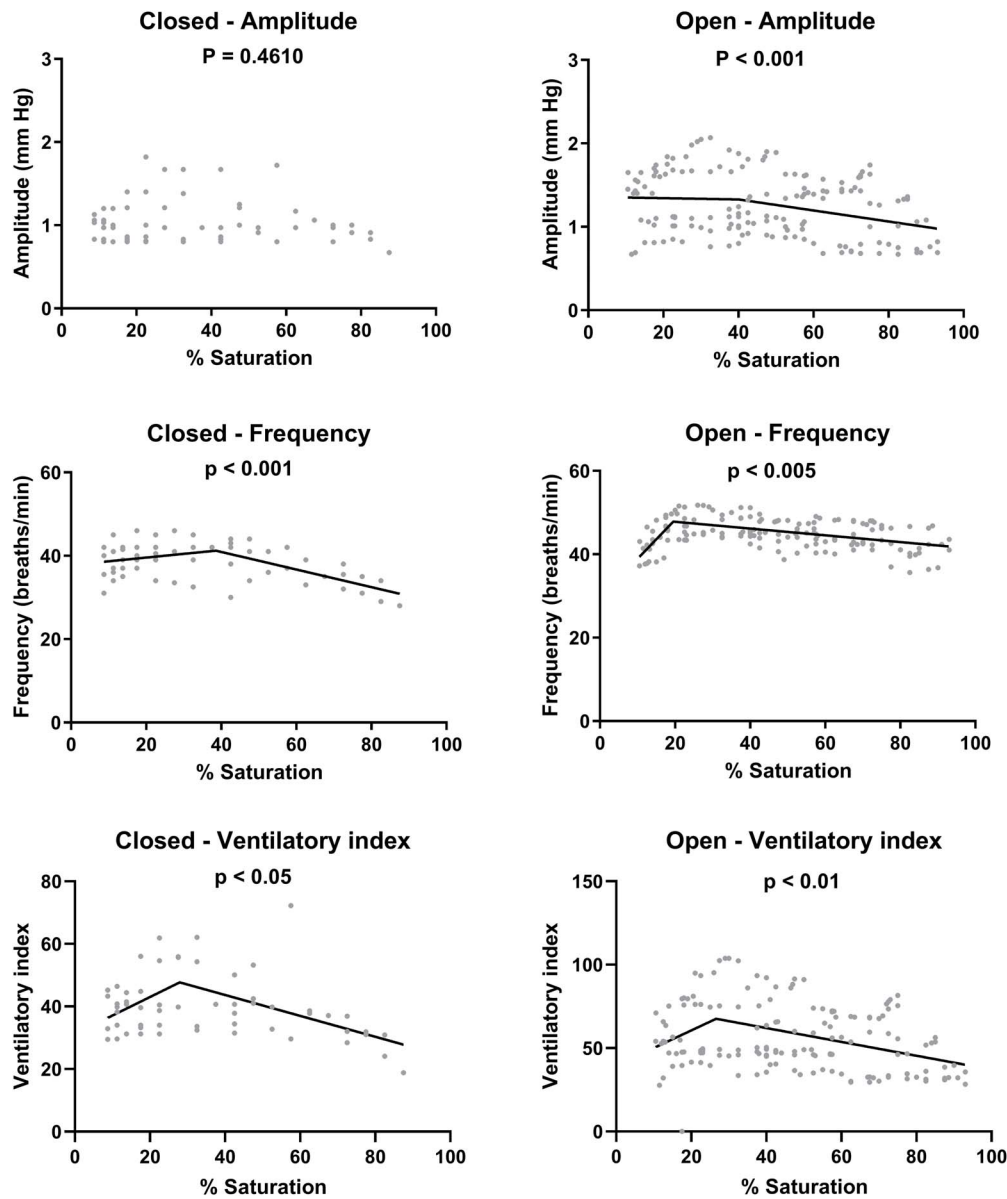 Closed - Amplitude
P = 0.4610
Amplitude (mm Hg)
3
2
1
0
0 20 40 60 80 100
% Saturation
Open - Amplitude
P < 0.001
Amplitude (mm Hg)
3
2
1
0
0 20 40 60 80 100
% Saturation
Closed - Frequency
p < 0.001
Frequency (breaths/min)
60
40
20
0
0 20 40 60 80 100
% Saturation
Open - Frequency
p < 0.005
Frequency (breaths/min)
60
40
20
0
0 20 40 60 80 100
% Saturation
Closed - Ventilatory index
p < 0.05
Ventilatory index
80
60
40
20
0
0 20 40 60 80 100
% Saturation
Open - Ventilatory index
p < 0.01
Ventilatory index
150
100
50
0
0 20 40 60 80 100
% Saturation